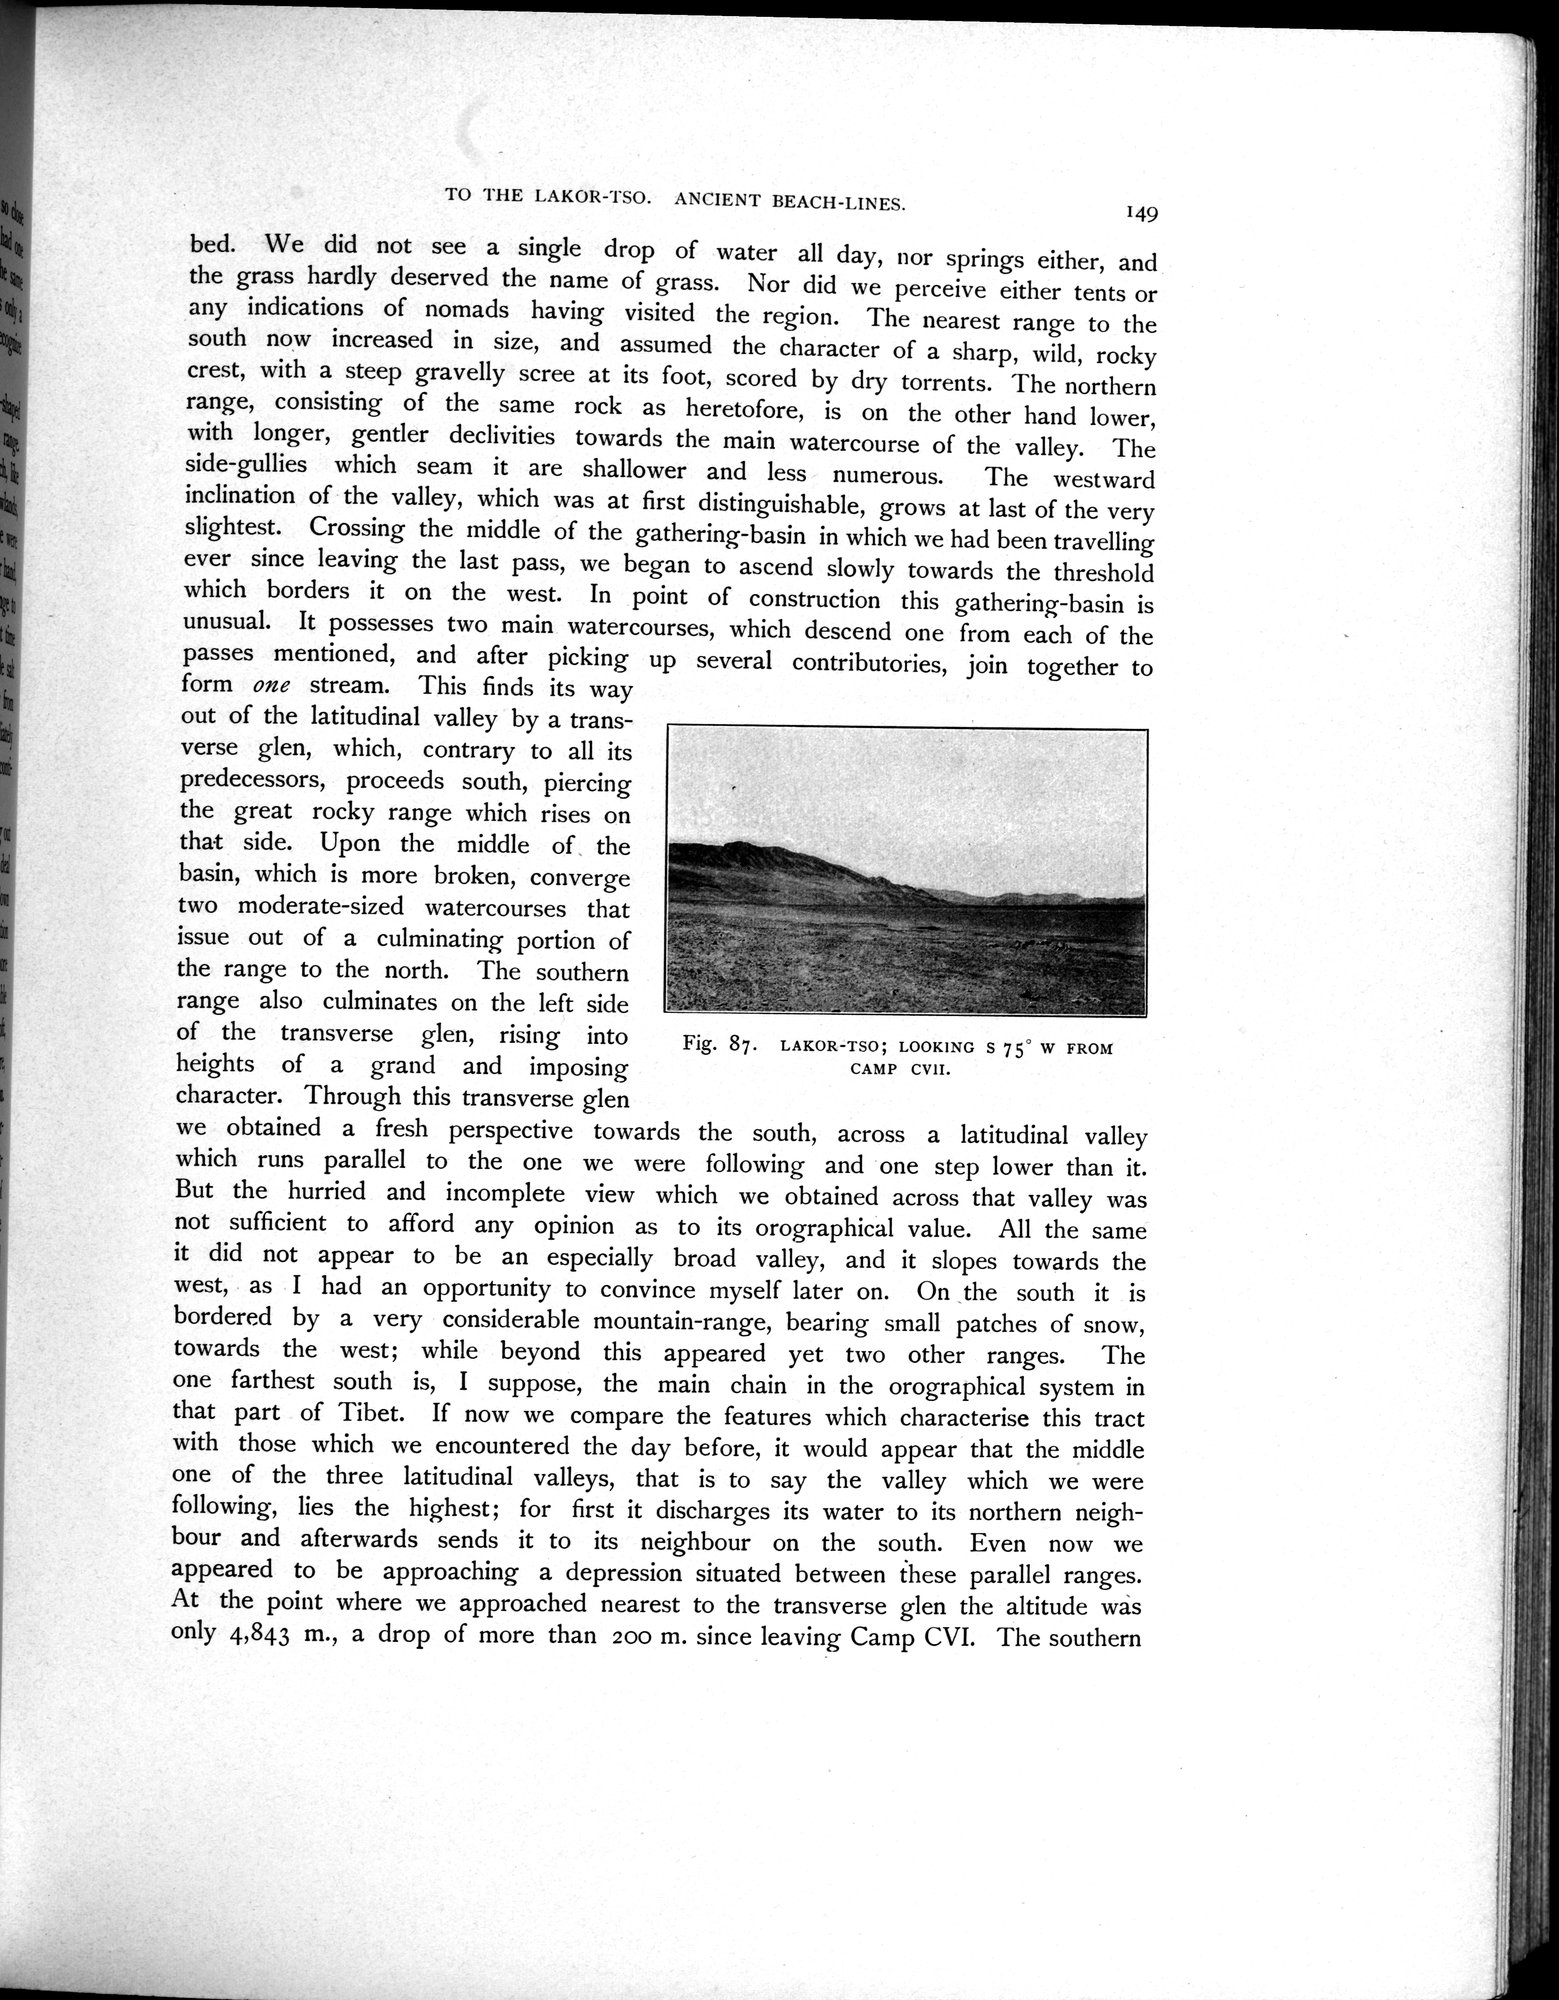 TO THE LAKOR-TSO. ANCIENT BEACH-LINES.
149
bed. We did not see a single drop of water all day, nor springs either, and
the grass hardly deserved the name of grass. Nor did we perceive either tents or
any indications of nomads having visited the region. The nearest range to the
south now increased in size, and assumed the character of a sharp, wild, rocky
crest, with a steep gravelly scree at its foot, scored by dry torrents. The northern
range, consisting of the same rock as heretofore, is on the other hand lower,
with longer, gentler declivities towards the main watercourse of the valley. The
side-gullies which seam it are shallower and less numerous. The westward
inclination of the valley, which was at first distinguishable, grows at last of the very
slightest. Crossing the middle of the gathering-basin in which we had been travelling
ever since leaving the last pass, we began to ascend slowly towards the threshold
which borders it on the west. In point of construction this gathering-basin is
unusual. It possesses two main watercourses, which descend one from each of the
passes mentioned, and after picking up several contributories, join together to
form one stream. This finds its way
out of the latitudinal valley by a trans-
verse glen, which, contrary to all its
predecessors, proceeds south, piercing
the great rocky range which rises on
that side. Upon the middle of the
basin, which is more broken, converge
two moderate-sized watercourses that
issue out of a culminating portion of
the range to the north. The southern
range also culminates on the left side
of the transverse glen, rising into
heights of a grand and imposing
character. Through this transverse glen
Fig. 87. LAKOR-TSO; LOOKING S 75° W FROM
CAMP CVII.
we obtained a fresh perspective towards the south, across a latitudinal valley
which runs parallel to the one we were following and one step lower than it.
But the hurried and incomplete view which we obtained across that valley was
not sufficient to afford any opinion as to its orographical value. All the same
it did not appear to be an especially broad valley, and it slopes towards the
west, as I had an opportunity to convince myself later on. On the south it is
bordered by a very considerable mountain-range, bearing small patches of snow,
towards the west; while beyond this appeared yet two other ranges. The
one farthest south is, I suppose, the main chain in the orographical system in
that part of Tibet. If now we compare the features which characterise this tract
with those which we encountered the day before, it would appear that the middle
one of the three latitudinal valleys, that is to say the valley which we were
following, lies the highest; for first it discharges its water to its northern neigh-
bour and afterwards sends it to its neighbour on the south. Even now we
appeared to be approaching a depression situated between these parallel ranges.
At the point where we approached nearest to the transverse glen the altitude was
only 4,843 m., a drop of more than 200 m. since leaving Camp CVI. The southern